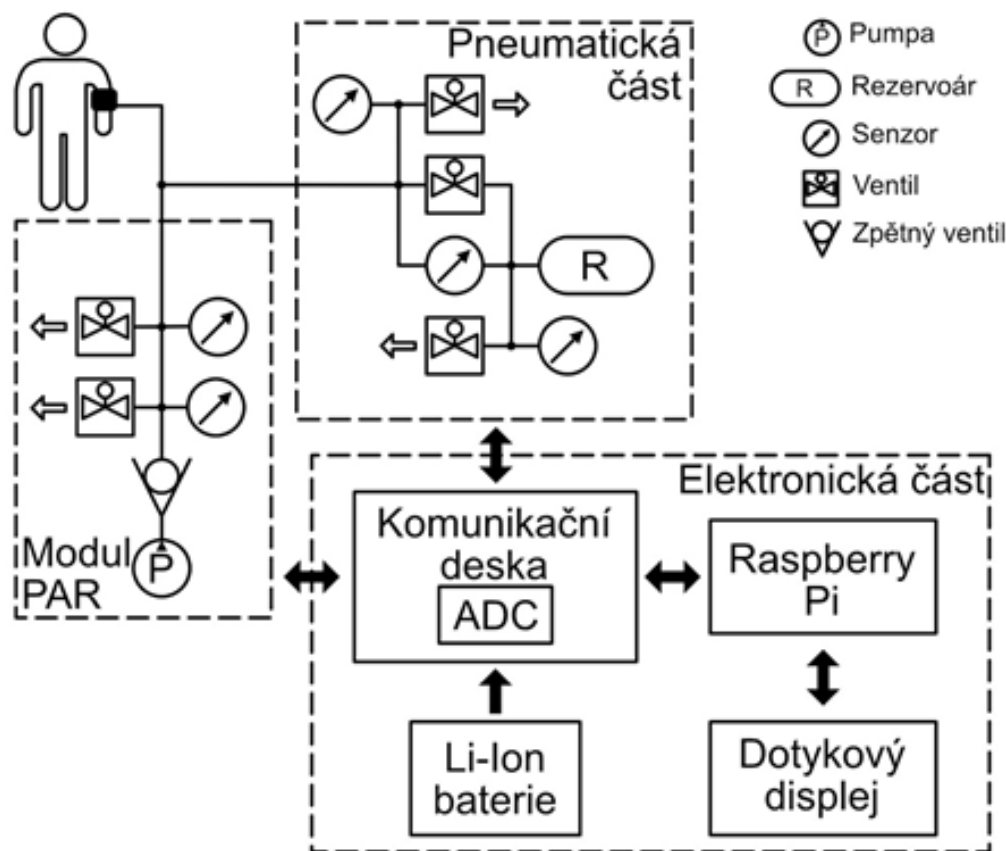 Pneumatická
část
P Pumpa
R Rezervoár
Senzor
Ventil
Zpětný ventil
R
Modul
PAR
P
Elektronická část
Komunikační
deska
ADC
Raspberry
Pi
Li-Ion
baterie
Dotykový
displej